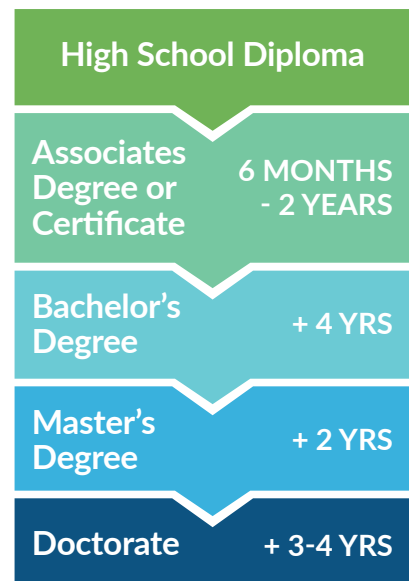 High School Diploma
Associates
Degree or
Certificate
6 MONTHS
- 2 YEARS
Bachelor's
Degree
+ 4 YRS
Master's
Degree
+ 2 YRS
Doctorate
+ 3-4 YRS